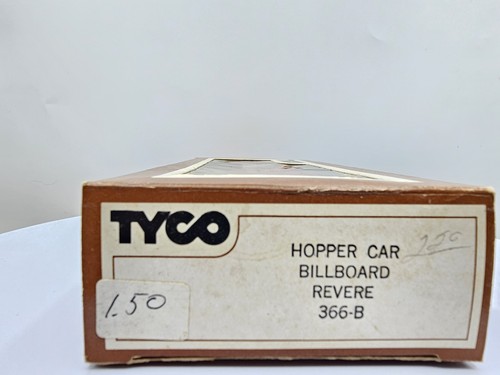 TYCO
HOPPER CAR
BILLBOARD
REVERE
366-B
1.50